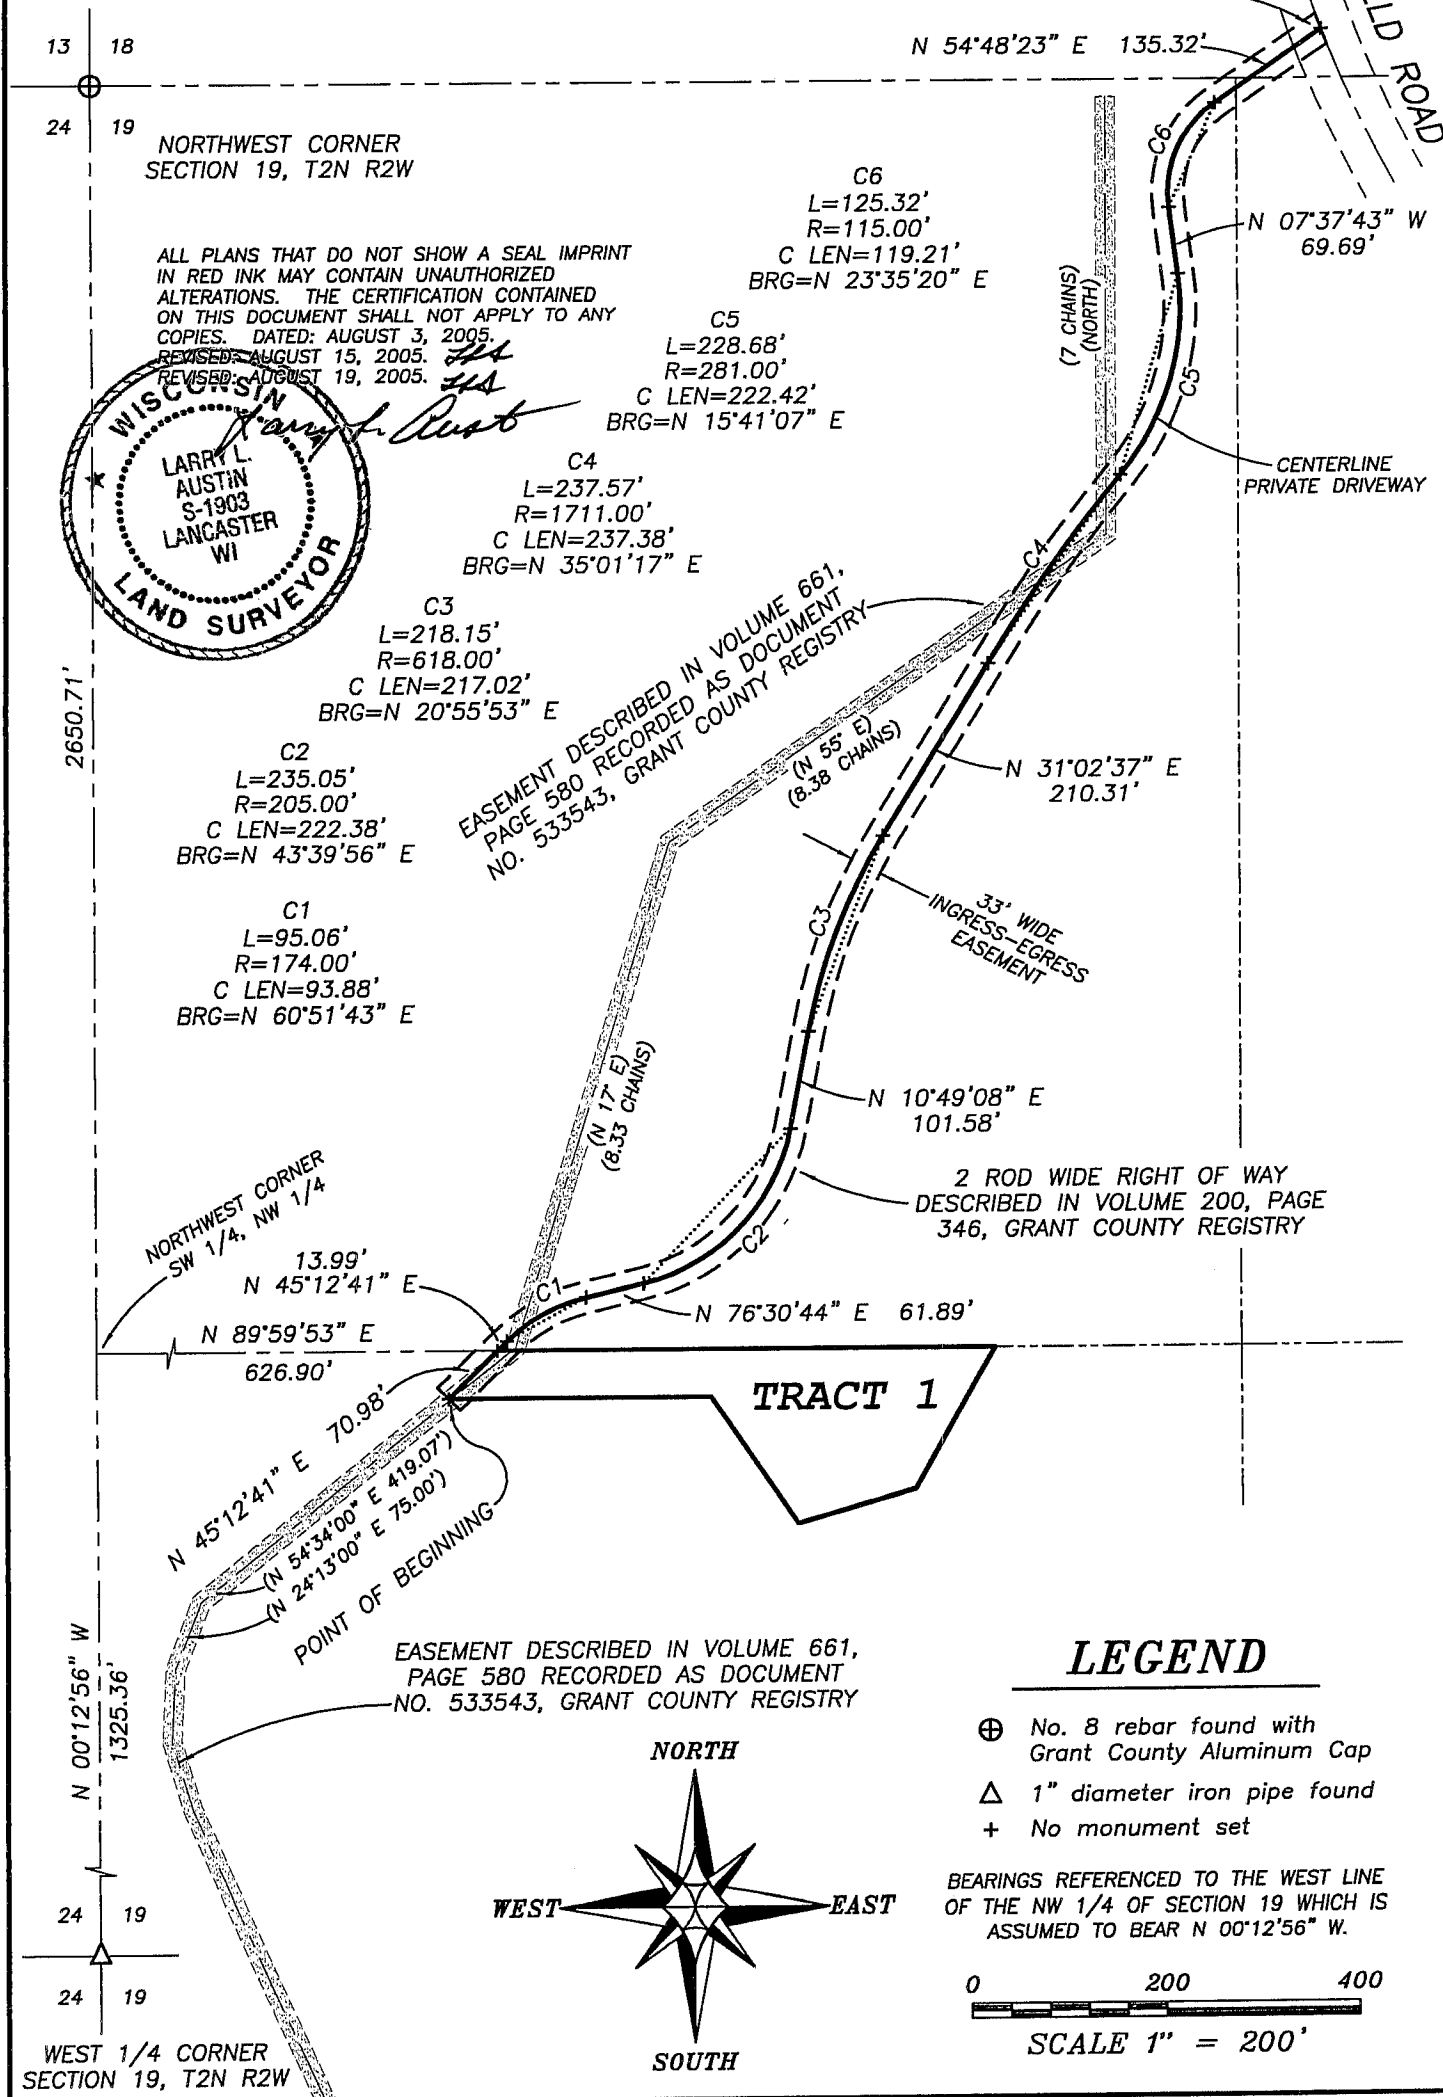 13 18
N 54°48'23" E 135.32'
ROAD
24 19
NORTHWEST CORNER
SECTION 19, T2N R2W
C6
C6
L=125.32'
R=115.00'
C LEN=119.21'
BRG=N 23°35'20" E
N 07°37'43" W
69.69'
ALL PLANS THAT DO NOT SHOW A SEAL IMPRINT
IN RED INK MAY CONTAIN UNAUTHORIZED
ALTERATIONS. THE CERTIFICATION CONTAINED
ON THIS DOCUMENT SHALL NOT APPLY TO ANY
COPIES. DATED: AUGUST 3, 2005.
REVISED: AUGUST 15, 2005.
REVISED: AUGUST 19, 2005.
(7 CHAINS)
(NORTH)
C5
L=228.68'
R=281.00'
C LEN=222.42'
BRG=N 15°41'07" E
C5
WISCONSIN
LARRY L.
AUSTIN
S-1903
LANCASTER
WI
LAND SURVEYOR
C4
L=237.57'
R=1711.00'
C LEN=237.38'
BRG=N 35°01'17" E
CENTERLINE
PRIVATE DRIVEWAY
C4
C3
L=218.15'
R=618.00'
C LEN=217.02'
BRG=N 20°55'53" E
EASEMENT DESCRIBED IN VOLUME 661,
PAGE 580 RECORDED AS DOCUMENT
NO. 533543, GRANT COUNTY REGISTRY
2650.71'
(N 55° E)
(8.38 CHAINS)
N 31°02'37" E
210.31'
C2
L=235.05'
R=205.00'
C LEN=222.38'
BRG=N 43°39'56" E
C3
33' WIDE
INGRESS-EGRESS
EASEMENT
C1
L=95.06'
R=174.00'
C LEN=93.88'
BRG=N 60°51'43" E
(N 17° E)
(8.33 CHAINS)
N 10°49'08" E
101.58'
2 ROD WIDE RIGHT OF WAY
DESCRIBED IN VOLUME 200, PAGE
346, GRANT COUNTY REGISTRY
NORTHWEST CORNER
SW 1/4, NW 1/4
C2
13.99'
N 45°12'41" E
C1
N 76°30'44" E 61.89'
N 89°59'53" E
626.90'
TRACT 1
N 45°12'41" E 70.98'
(N 54°34'00" E 419.07')
(N 24°13'00" E 75.00')
POINT OF BEGINNING
N 00°12'56" W
1325.36'
EASEMENT DESCRIBED IN VOLUME 661,
PAGE 580 RECORDED AS DOCUMENT
NO. 533543, GRANT COUNTY REGISTRY
LEGEND
No. 8 rebar found with
Grant County Aluminum Cap
1" diameter iron pipe found
+ No monument set
NORTH
WEST
EAST
SOUTH
BEARINGS REFERENCED TO THE WEST LINE
OF THE NW 1/4 OF SECTION 19 WHICH IS
ASSUMED TO BEAR N 00°12'56" W.
24 19
24 19
0 200 400
SCALE 1" = 200'
WEST 1/4 CORNER
SECTION 19, T2N R2W